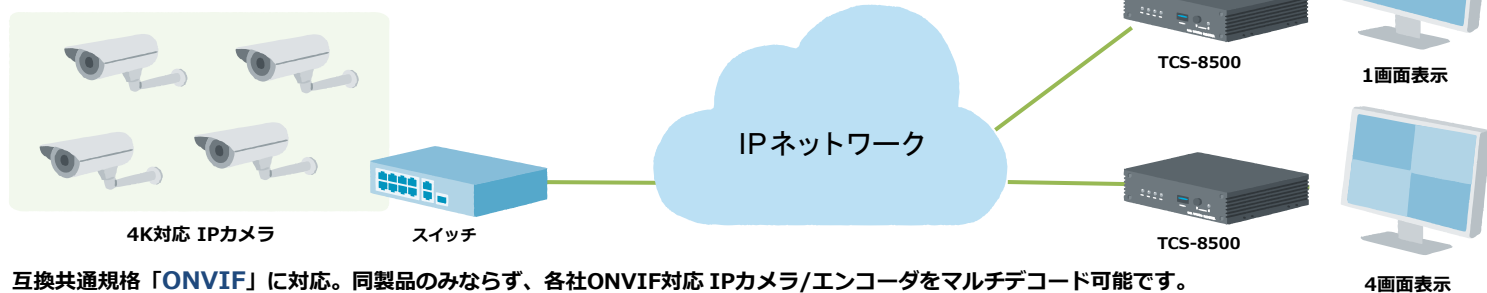 TCS-8500
1画面表示
IPネットワーク
4K対応 IPカメラ
スイッチ
TCS-8500
互換共通規格「ONVIF」に対応。同製品のみならず、各社ONVIF対応 IPカメラ/エンコーダをマルチデコード可能です。
4画面表示